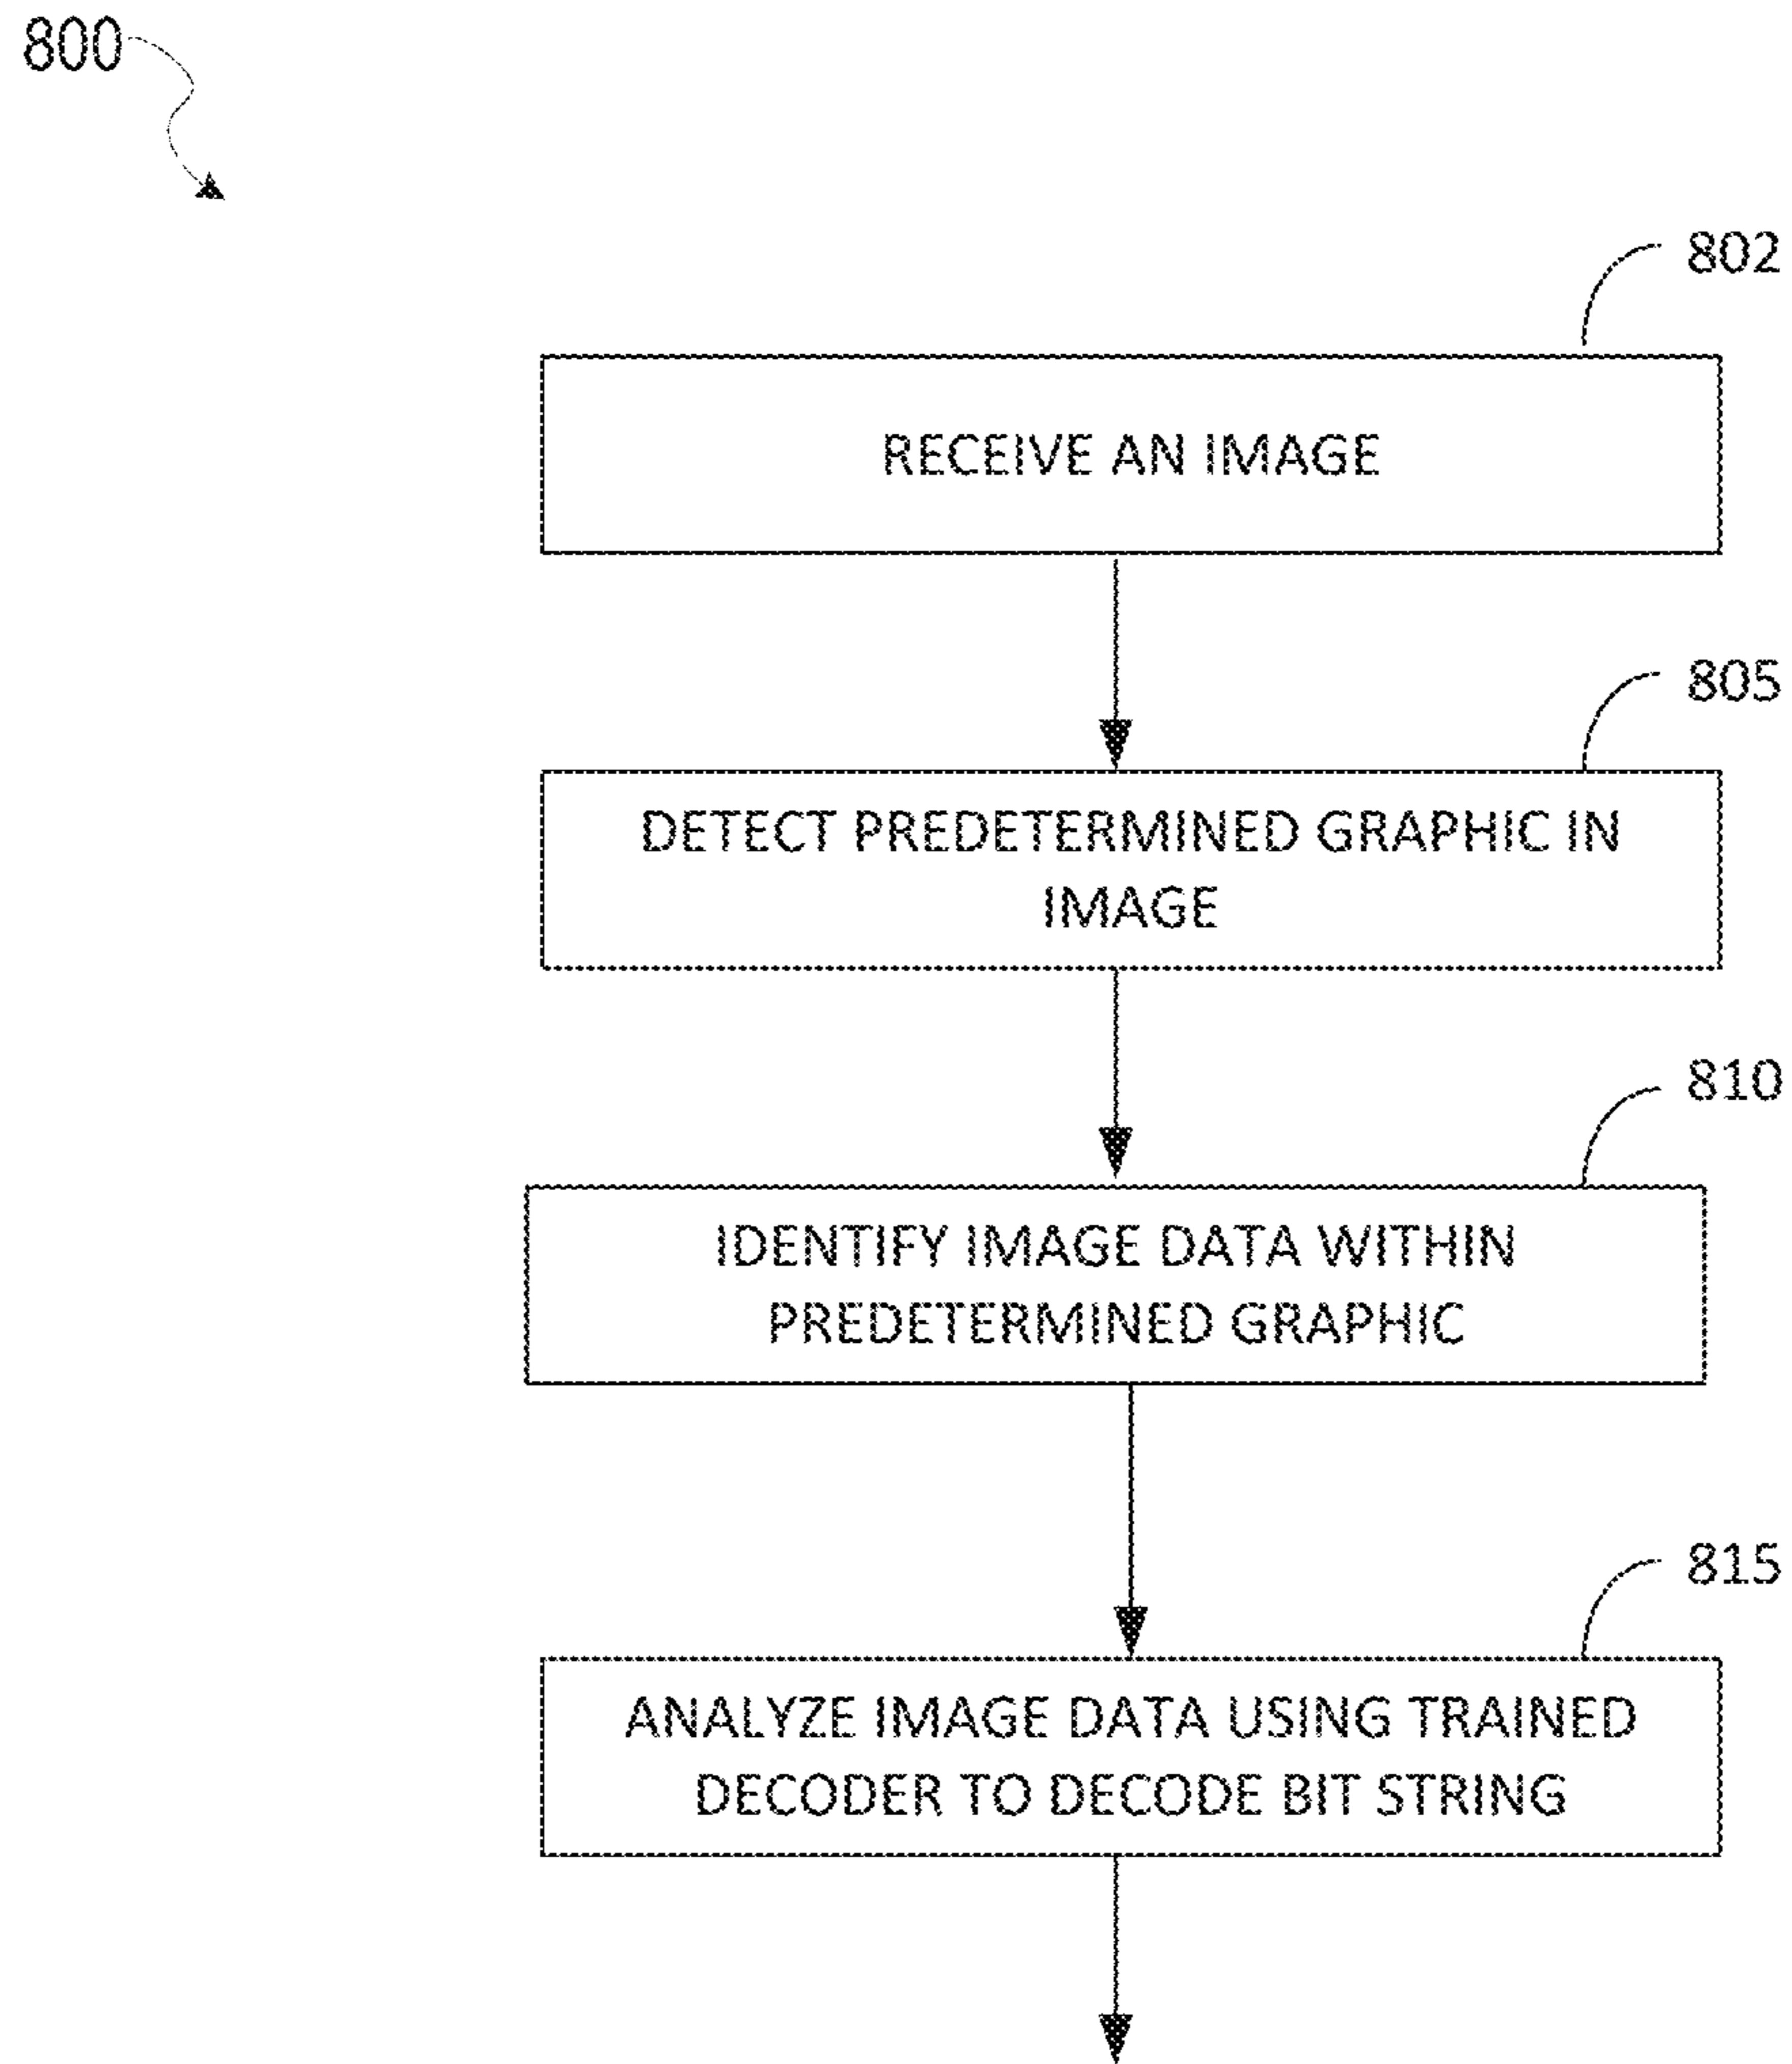 800
802
RECEIVE AN IMAGE
805
DETECT PREDETERMINED GRAPHIC IN
IMAGE
810
IDENTIFY IMAGE DATA WITHIN
PREDETERMINED GRAPHIC
815
ANALYZE IMAGE DATA USING TRAINED
DECODER TO DECODE BIT STRING